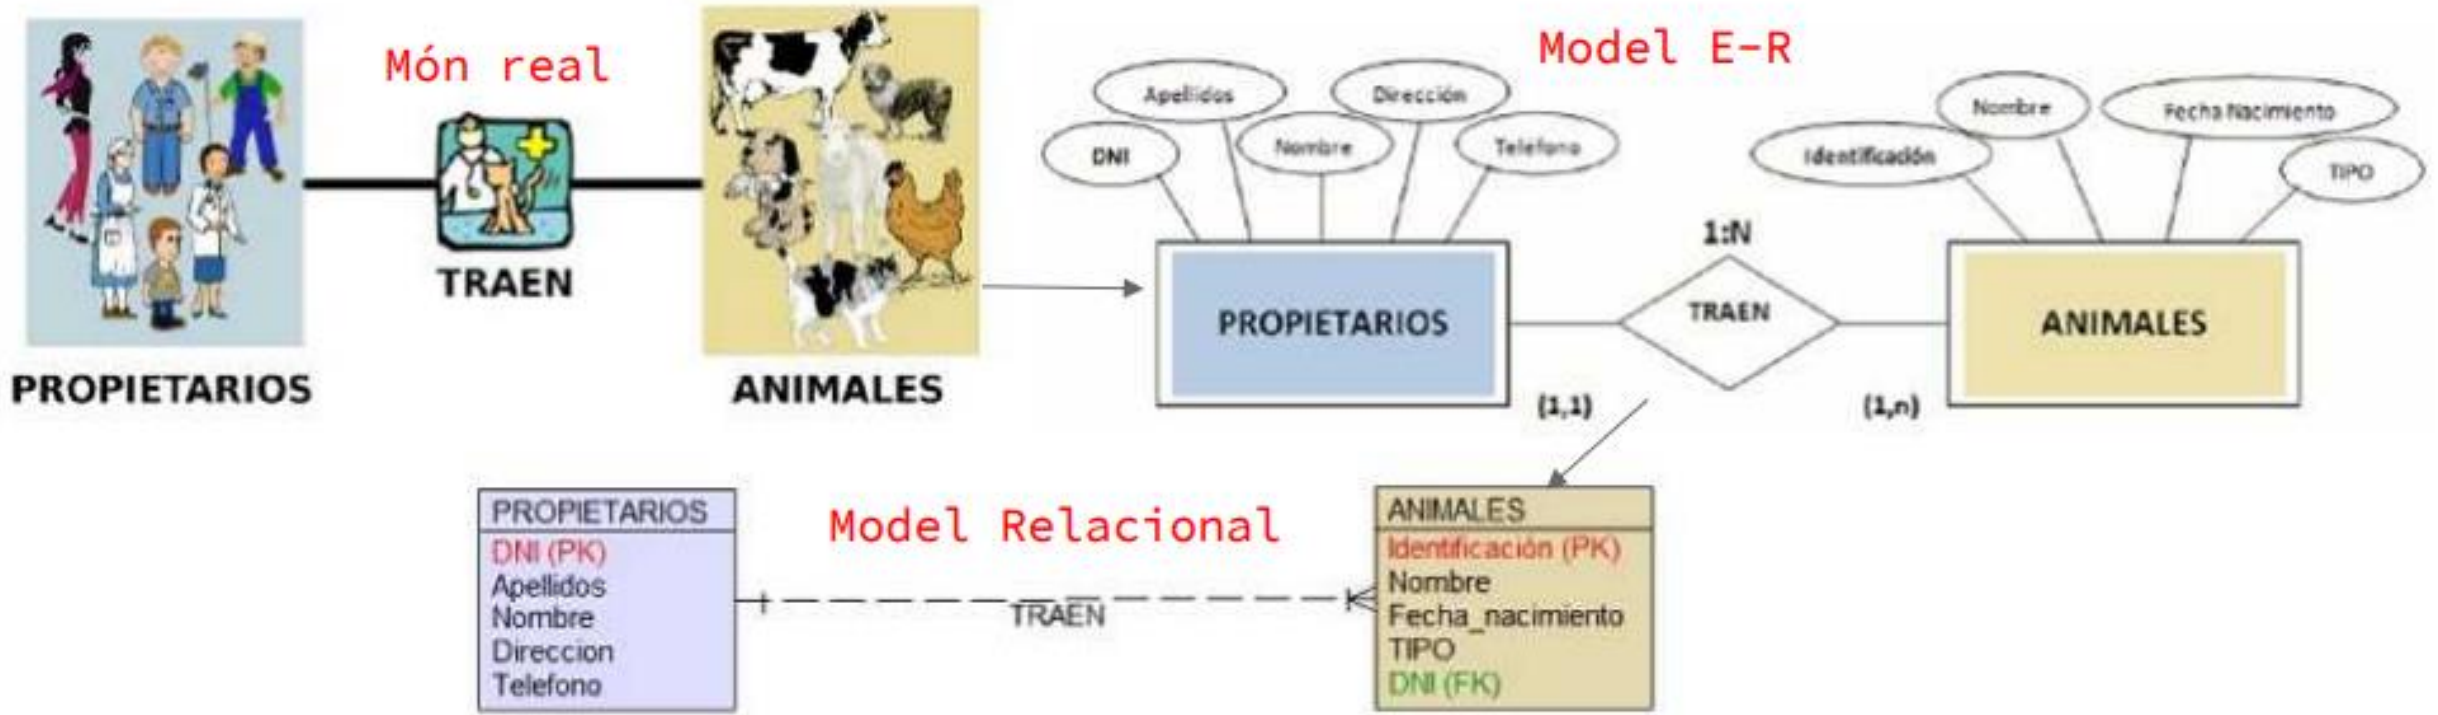 Món real
TRAEN
PROPIETARIOS
ANIMALES
Model E-R
Apellidos
Dirección
DNI
Nombre
Teléfono
Nombre
Fecha Nacimiento
Identificación
TIPO
1:N
PROPIETARIOS
TRAEN
ANIMALES
(1,1)
(1,n)
Model Relacional
PROPIETARIOS
DNI (PK)
Apellidos
Nombre
Direccion
Telefono
TRAEN
ANIMALES
Identificación (PK)
Nombre
Fecha_nacimiento
TIPO
DNI (FK)